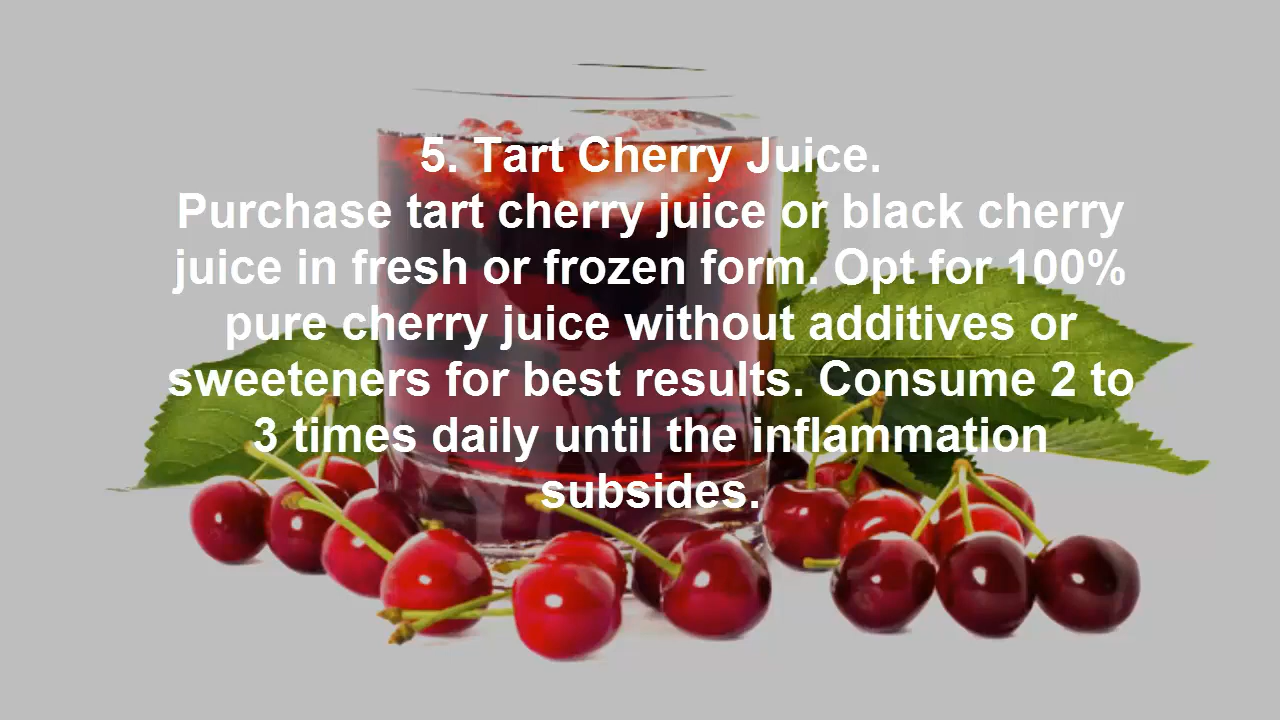 5. Tart Cherry Juice.
Purchase tart cherry juice or black cherry
juice in fresh or frozen form. Opt for 100%
pure cherry juice without additives or
sweeteners for best results. Consume 2 to
3 times daily until the inflammation
subsides.